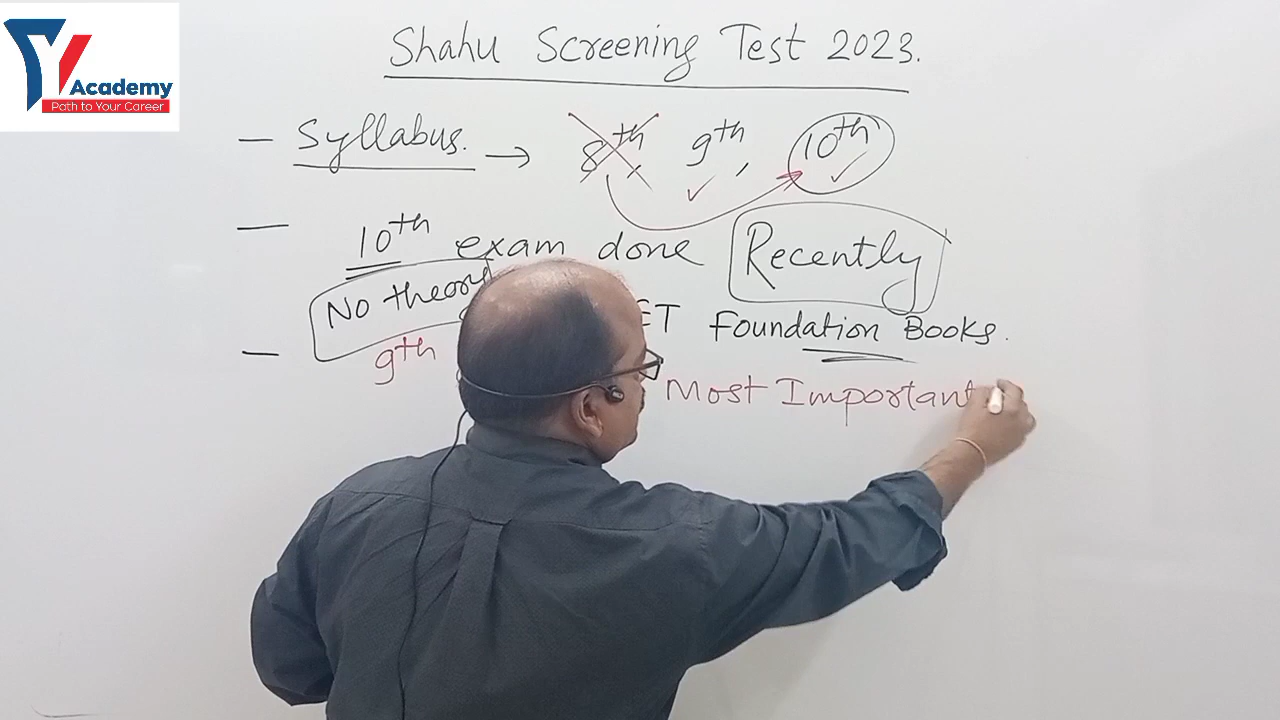 Academy
Path to Your Career
Shahu Screening Test 2023.
– Syllabus. → 8th 9th, 10th
– 10th exam done Recently
No theory
ET Foundation Books.
– 9th
Most Important